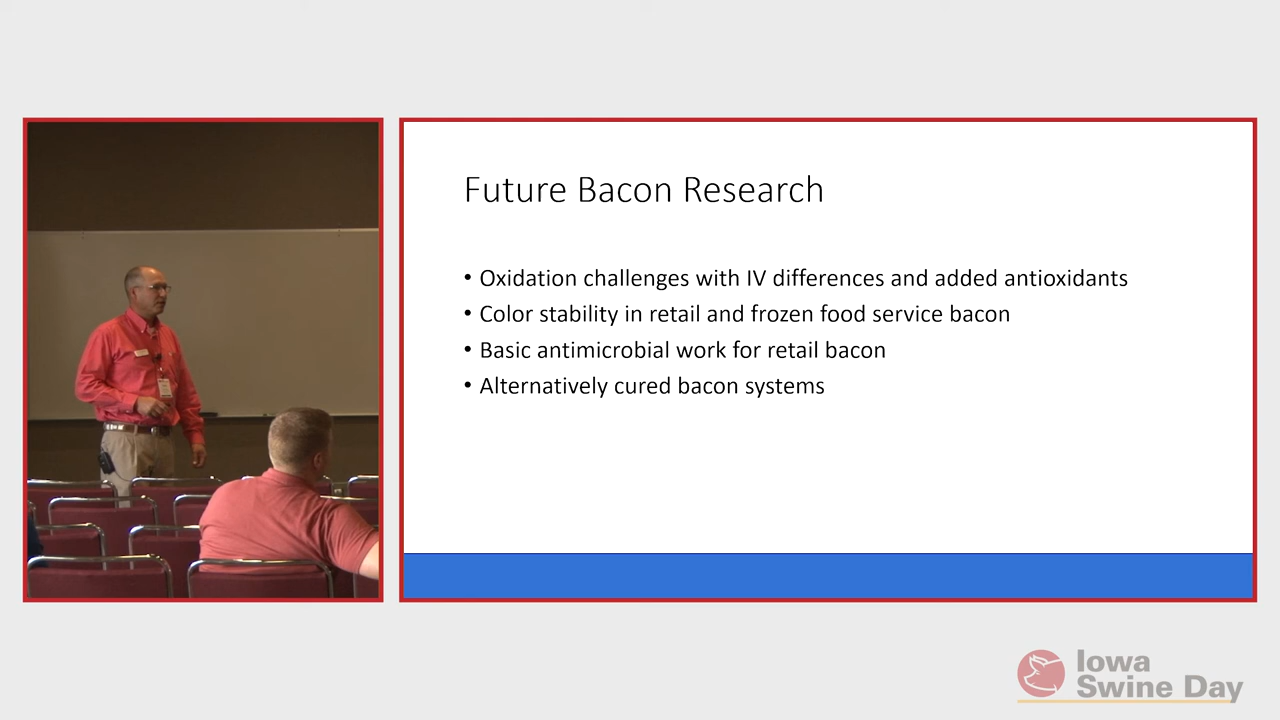 Future Bacon Research
• Oxidation challenges with IV differences and added antioxidants
• Color stability in retail and frozen food service bacon
• Basic antimicrobial work for retail bacon
• Alternatively cured bacon systems
Iowa
Swine Day